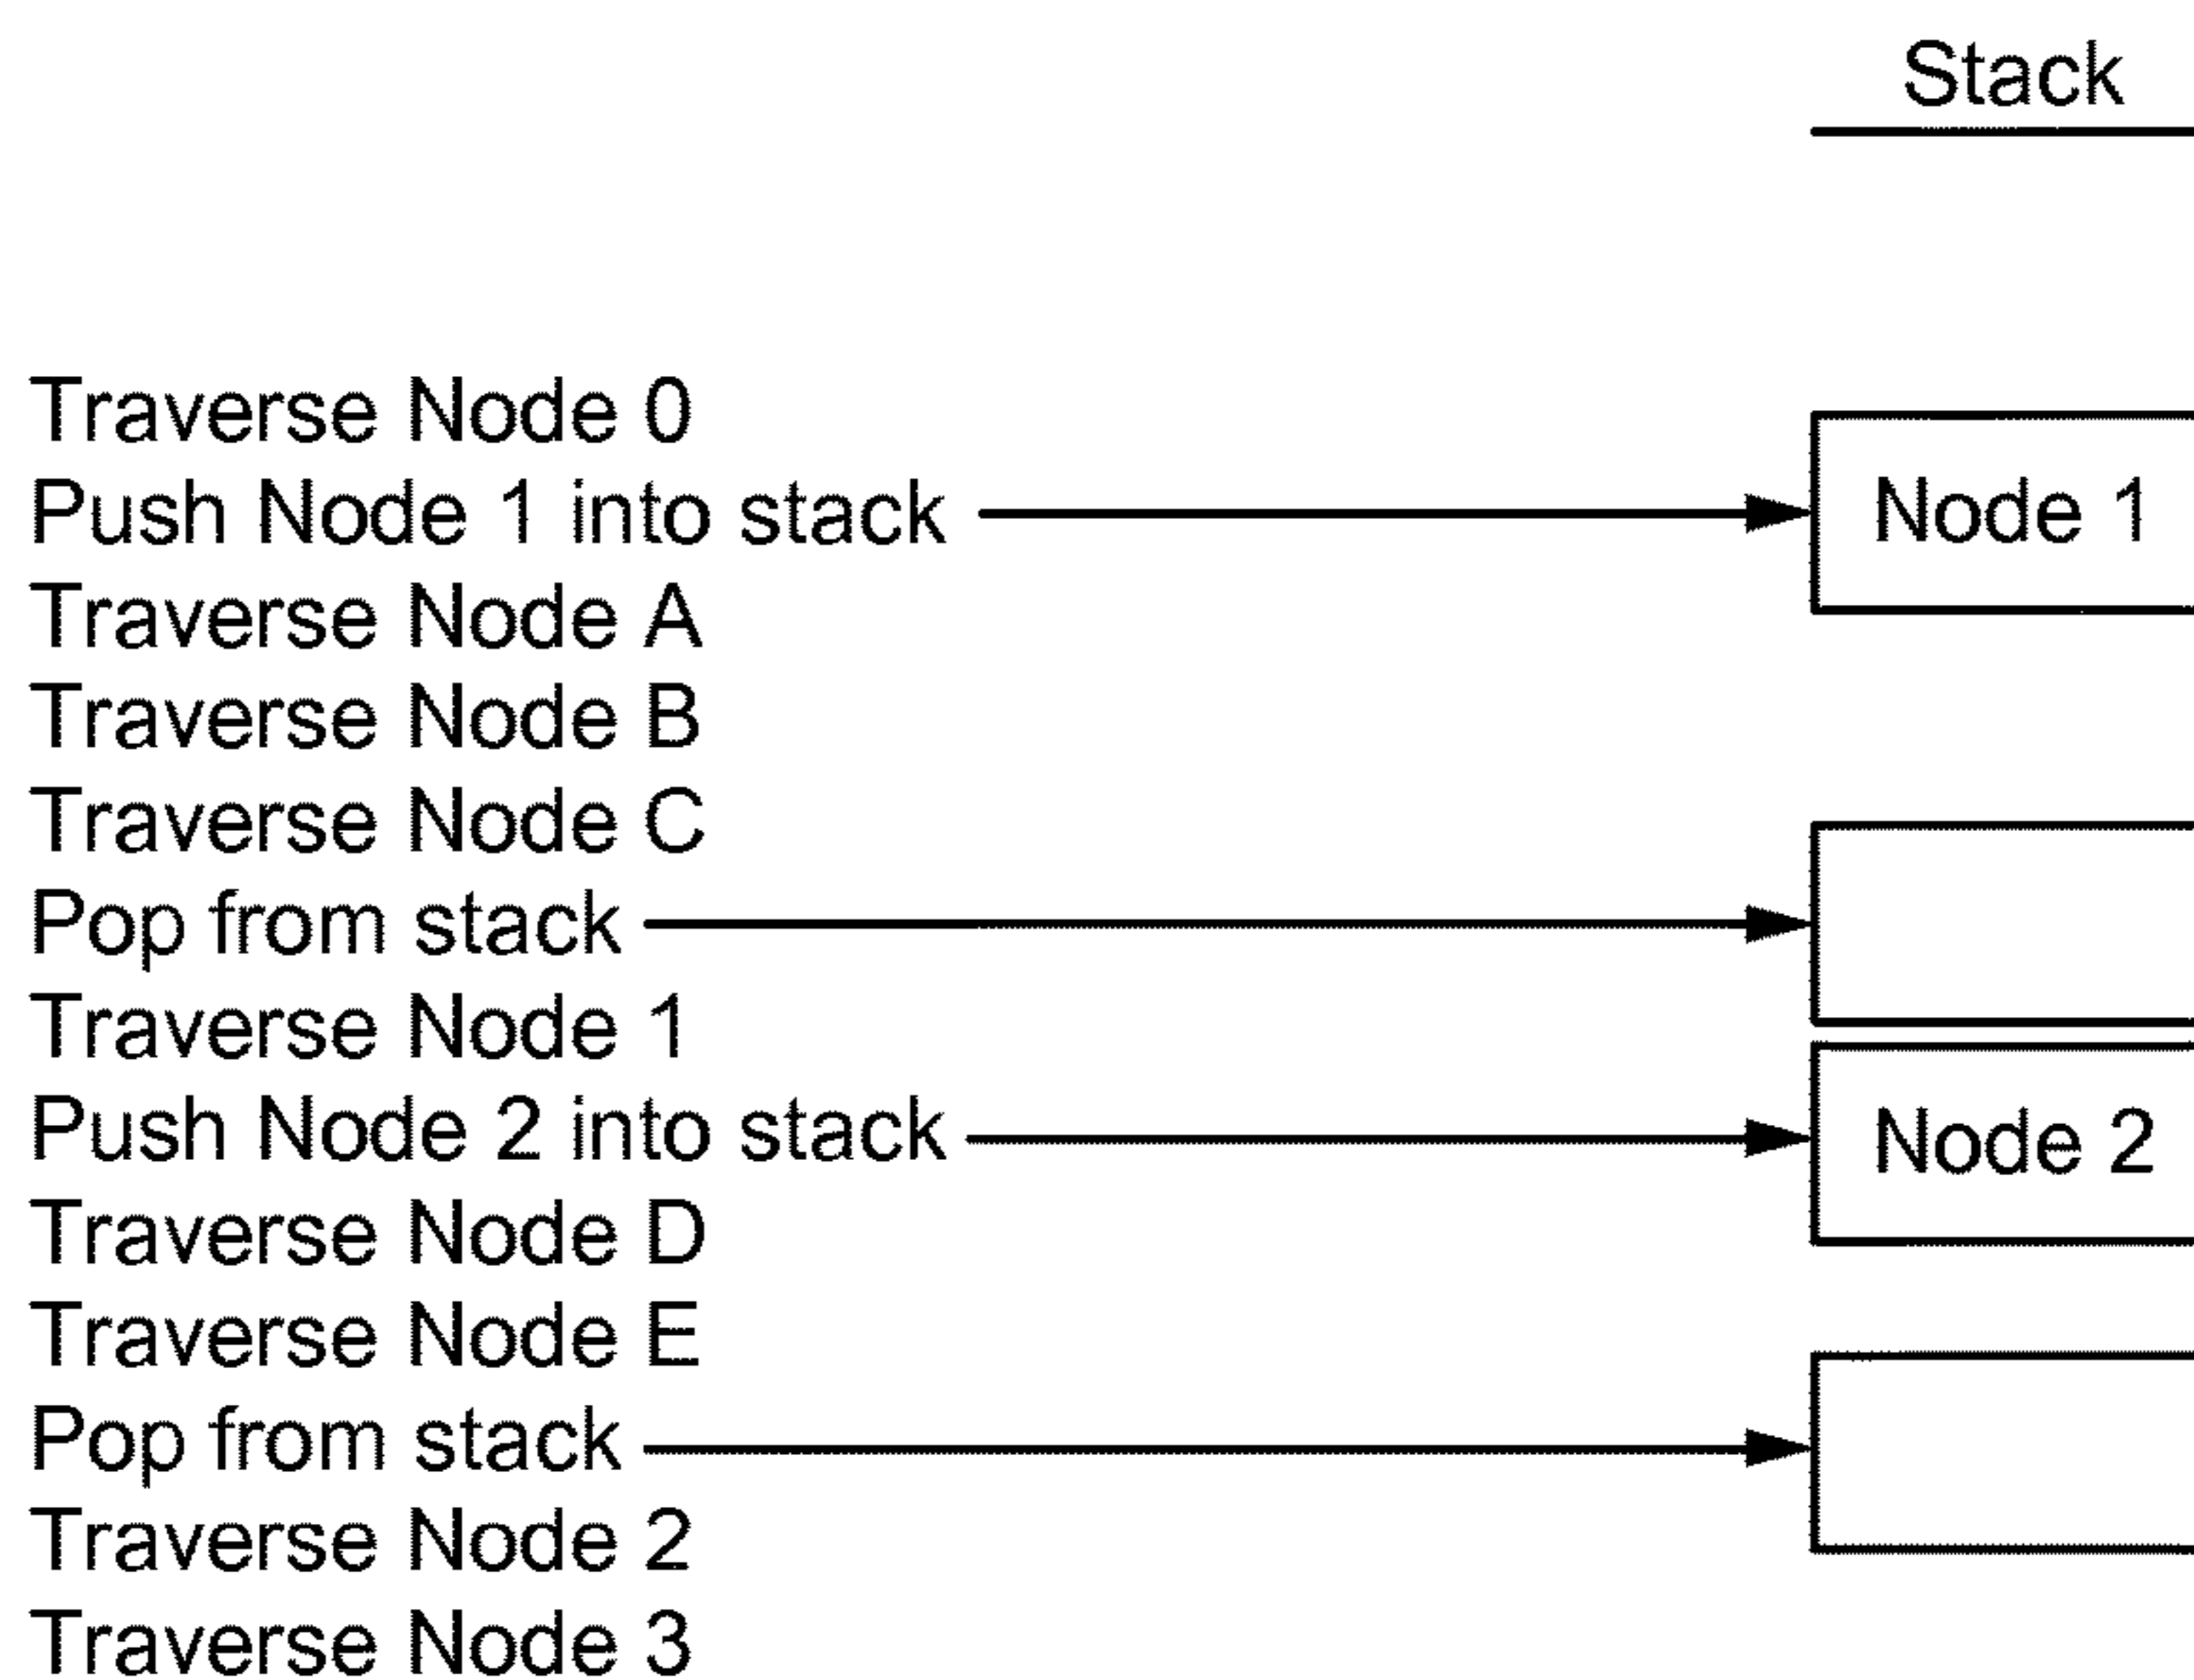 Stack
Traverse Node 0
Push Node 1 into stack
Node 1
Traverse Node A
Traverse Node B
Traverse Node C
Pop from stack
Traverse Node 1
Push Node 2 into stack
Node 2
Traverse Node D
Traverse Node E
Pop from stack
Traverse Node 2
Traverse Node 3